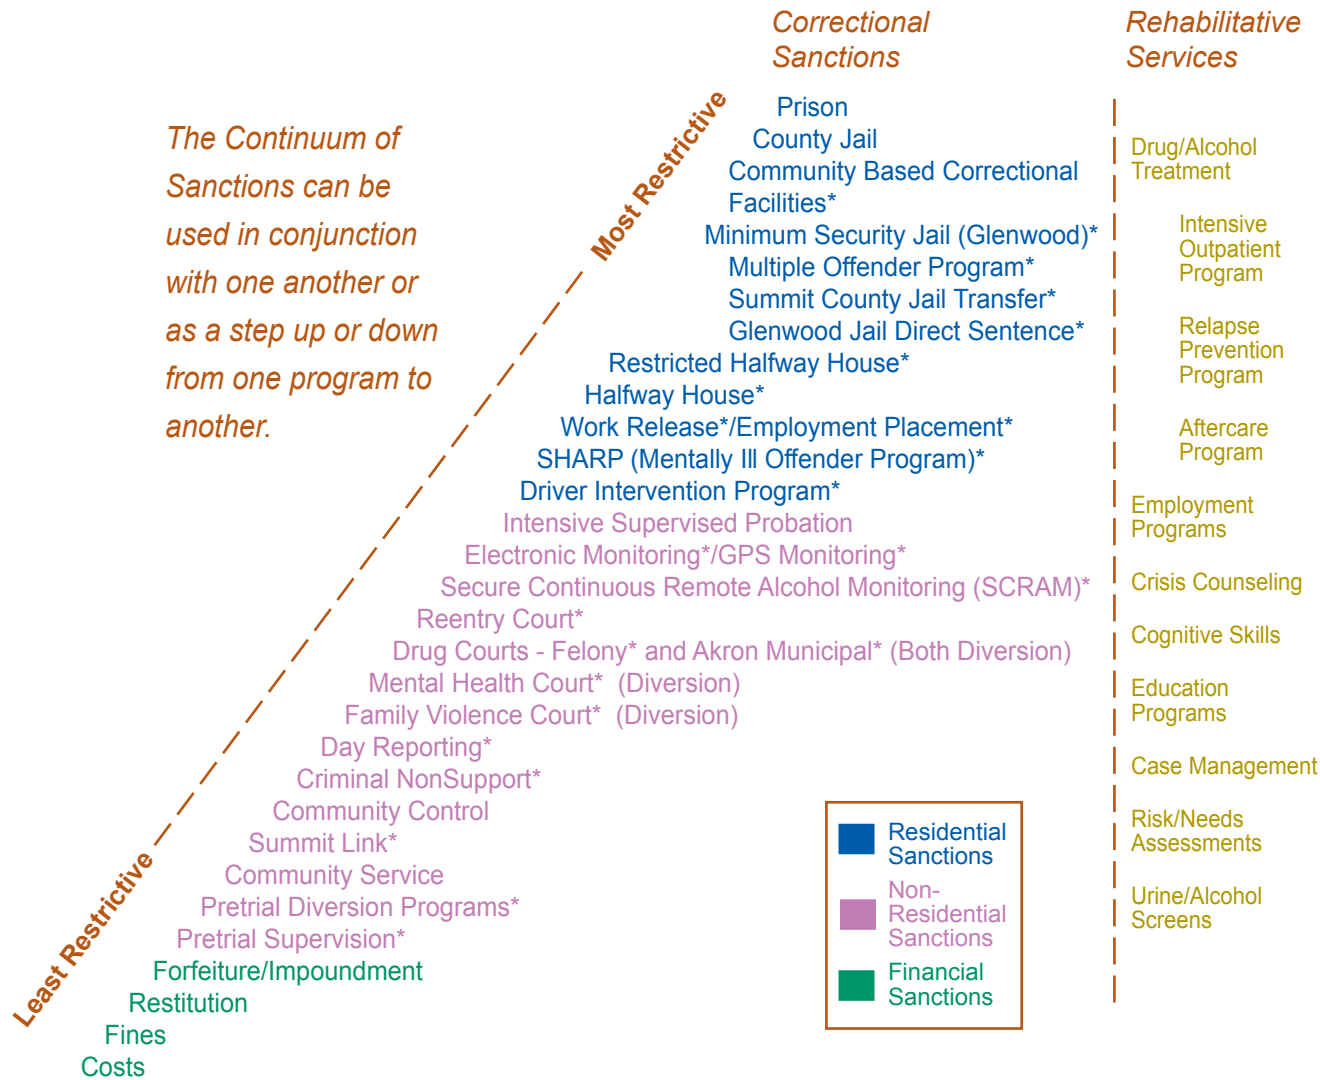 Correctional
Sanctions
Rehabilitative
Services
The Continuum of
Sanctions can be
used in conjunction
with one another or
as a step up or down
from one program to
another.
Most Restrictive
Least Restrictive
Prison
County Jail
Community Based Correctional
Facilities*
Minimum Security Jail (Glenwood)*
Multiple Offender Program*
Summit County Jail Transfer*
Glenwood Jail Direct Sentence*
Restricted Halfway House*
Halfway House*
Work Release*/Employment Placement*
SHARP (Mentally Ill Offender Program)*
Driver Intervention Program*
Intensive Supervised Probation
Electronic Monitoring*/GPS Monitoring*
Secure Continuous Remote Alcohol Monitoring (SCRAM)*
Reentry Court*
Drug Courts - Felony* and Akron Municipal* (Both Diversion)
Mental Health Court* (Diversion)
Family Violence Court* (Diversion)
Day Reporting*
Criminal NonSupport*
Community Control
Summit Link*
Community Service
Pretrial Diversion Programs*
Pretrial Supervision*
Forfeiture/Impoundment
Restitution
Fines
Costs
Drug/Alcohol
Treatment
Intensive
Outpatient
Program
Relapse
Prevention
Program
Aftercare
Program
Employment
Programs
Crisis Counseling
Cognitive Skills
Education
Programs
Case Management
Risk/Needs
Assessments
Urine/Alcohol
Screens
Residential
Sanctions
Non-
Residential
Sanctions
Financial
Sanctions